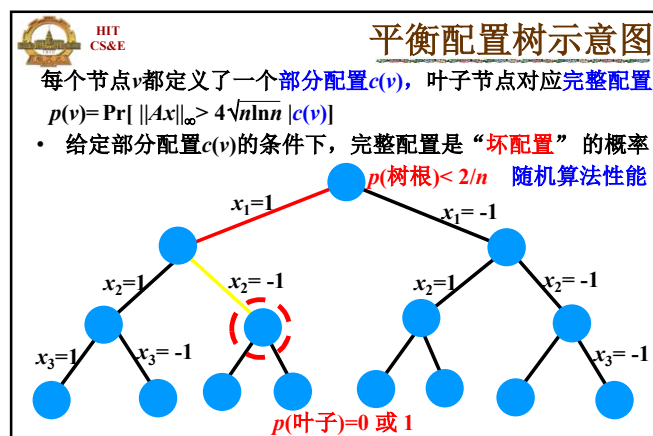 HIT
CS&E
平衡配置树示意图
每个节点v都定义了一个部分配置c(v)，叶子节点对应完整配置
p(v)= Pr[ ||Ax||∞> 4√nlnn |c(v)]
• 给定部分配置c(v)的条件下，完整配置是“坏配置” 的概率
p(树根)< 2/n 随机算法性能
x₁=1
x₁= -1
x₂=1
x₂= -1
x₂=1
x₂= -1
x₃=1
x₃= -1
x₃= -1
p(叶子)=0 或 1